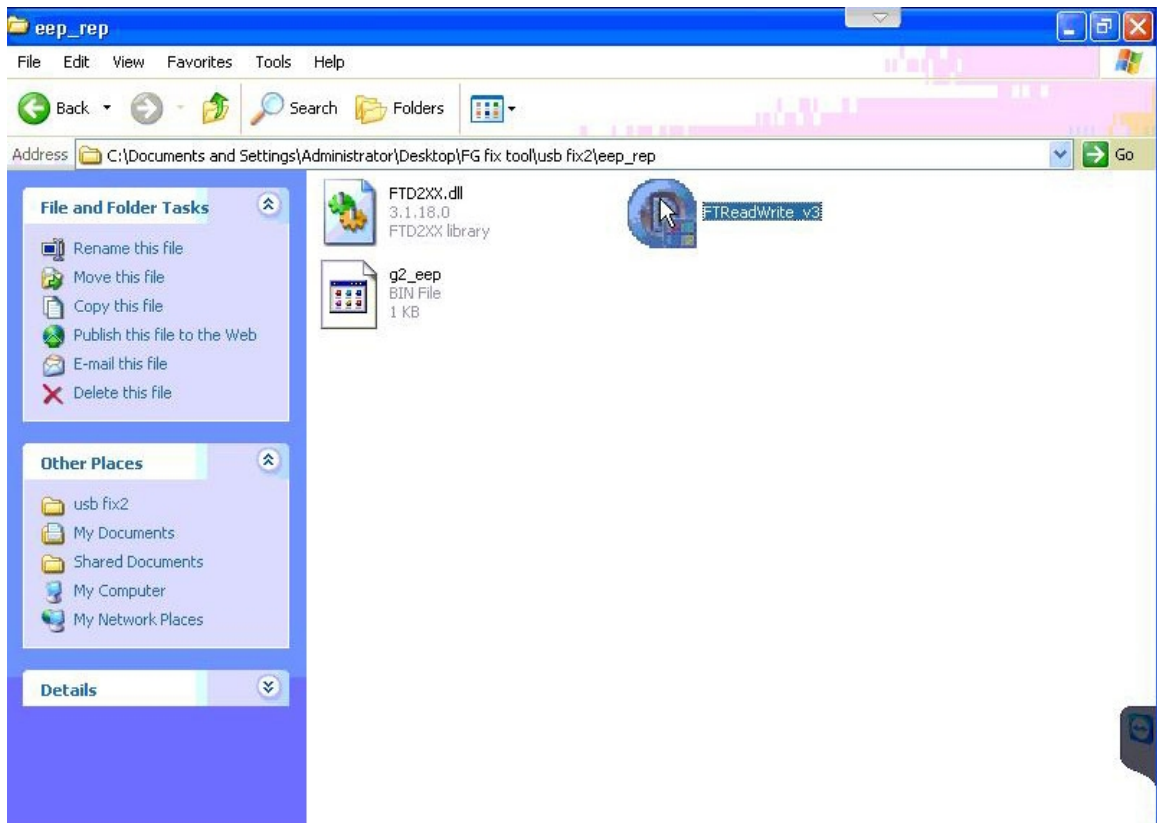 eep_rep
File Edit View Favorites Tools Help
Back Search Folders
Address C:\Documents and Settings\Administrator\Desktop\FG fix tool\usb fix2\eep_rep Go
File and Folder Tasks
Rename this file
Move this file
Copy this file
Publish this file to the Web
E-mail this file
Delete this file
Other Places
usb fix2
My Documents
Shared Documents
My Computer
My Network Places
Details
FTD2XX.dll
3.1.18.0
FTD2XX library
FTReadWrite_v3
g2_eep
BIN File
1 KB